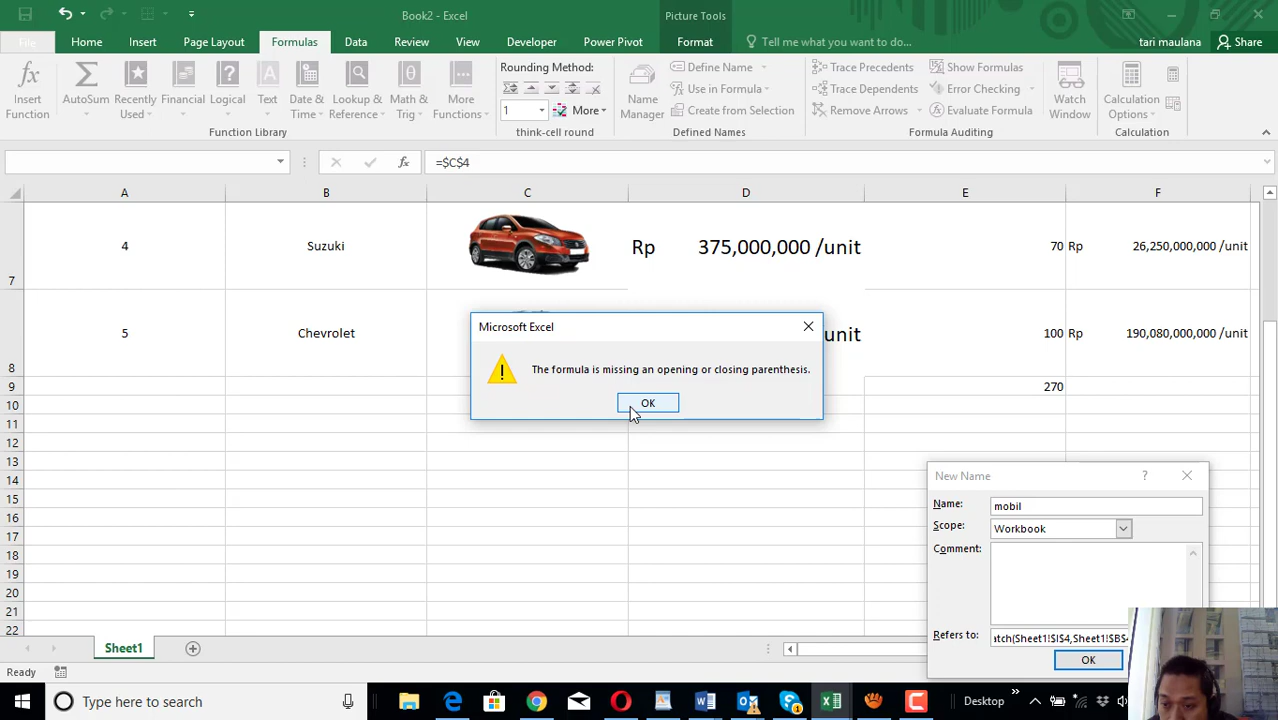 Book2 - Excel
Picture Tools
File Home Insert Page Layout Formulas Data Review View Developer Power Pivot Format Tell me what you want to do... tari maulana Share
Insert Function
AutoSum
Recently Used
Financial
Logical
Text
Date & Time
Lookup & Reference
Math & Trig
More Functions
Function Library
Rounding Method:
1 More
think-cell round
Name Manager
Define Name
Use in Formula
Create from Selection
Defined Names
Trace Precedents
Trace Dependents
Remove Arrows
Show Formulas
Error Checking
Evaluate Formula
Formula Auditing
Watch Window
Calculation Options
Calculation
fx =$C$4
A B C D E F
7 4 Suzuki Rp 375,000,000 /unit 70 Rp 26,250,000,000 /unit
8 5 Chevrolet unit 100 Rp 190,080,000,000 /unit
9 270
10
11
12
13
14
15
16
17
18
19
20
21
22
Microsoft Excel
The formula is missing an opening or closing parenthesis.
OK
New Name
Name: mobil
Scope: Workbook
Comment:
Refers to: atch(Sheet1!$I$4,Sheet1!$B$4
OK
Sheet1
Ready
Type here to search
Desktop